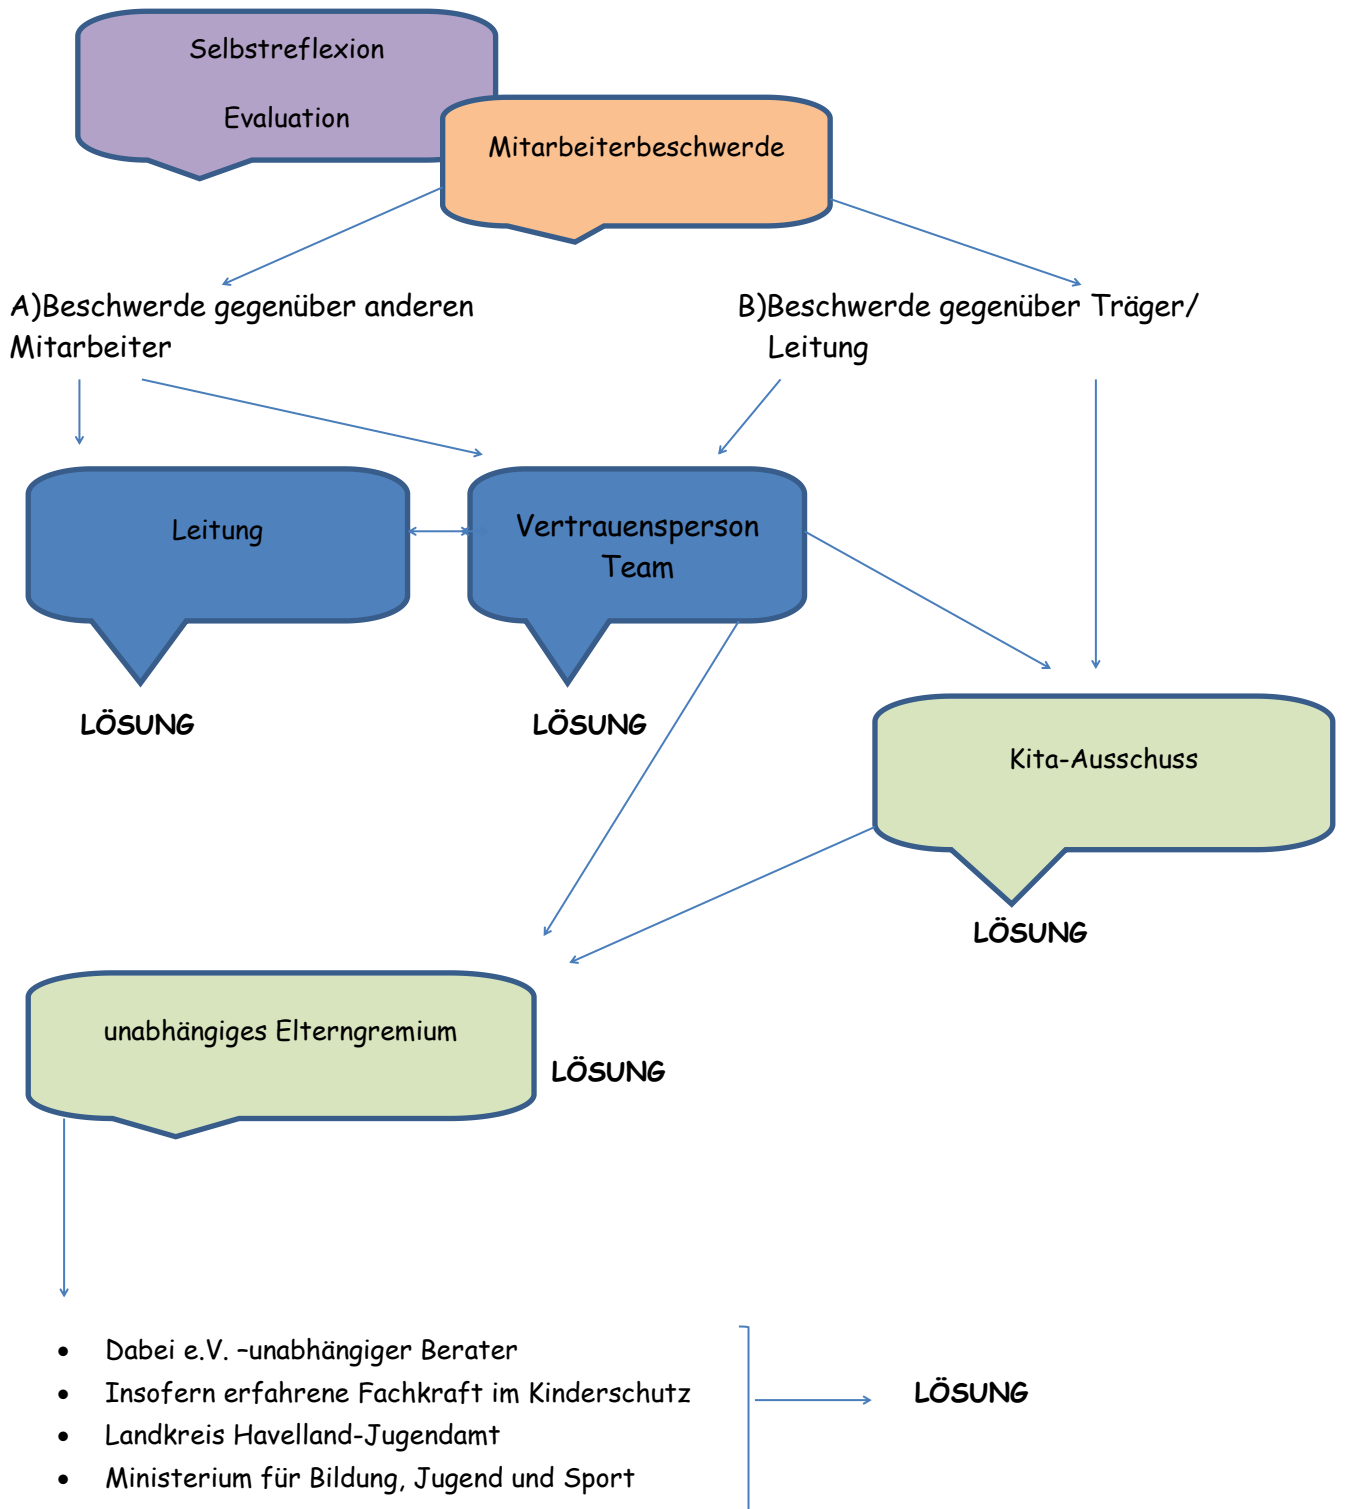 Selbstreflexion
Evaluation
Mitarbeiterbeschwerde
A)Beschwerde gegenüber anderen
Mitarbeiter
B)Beschwerde gegenüber Träger/
Leitung
Leitung
Vertrauensperson
Team
LÖSUNG
LÖSUNG
Kita-Ausschuss
LÖSUNG
unabhängiges Elterngremium
LÖSUNG
• Dabei e.V. –unabhängiger Berater
• Insofern erfahrene Fachkraft im Kinderschutz
• Landkreis Havelland-Jugendamt
• Ministerium für Bildung, Jugend und Sport
LÖSUNG